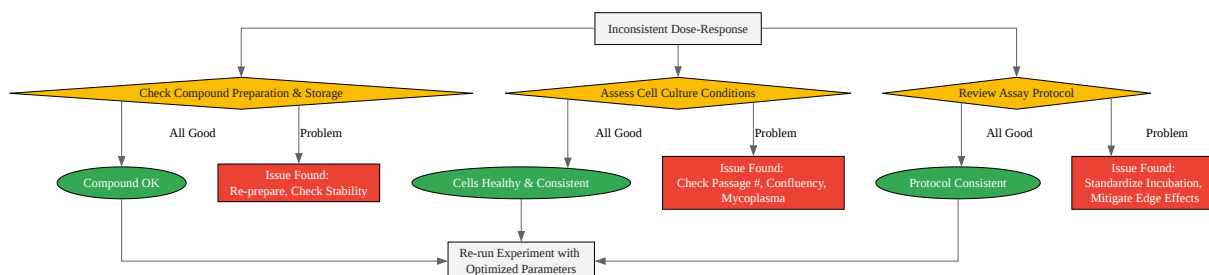 Inconsistent Dose-Response
Check Compound Preparation & Storage
Assess Cell Culture Conditions
Review Assay Protocol
All Good
Problem
All Good
Problem
All Good
Problem
Compound OK
Issue Found:
Re-prepare, Check Stability
Cells Healthy & Consistent
Issue Found:
Check Passage #, Confluency,
Mycoplasma
Protocol Consistent
Issue Found:
Standardize Incubation,
Mitigate Edge Effects
Re-run Experiment with
Optimized Parameters